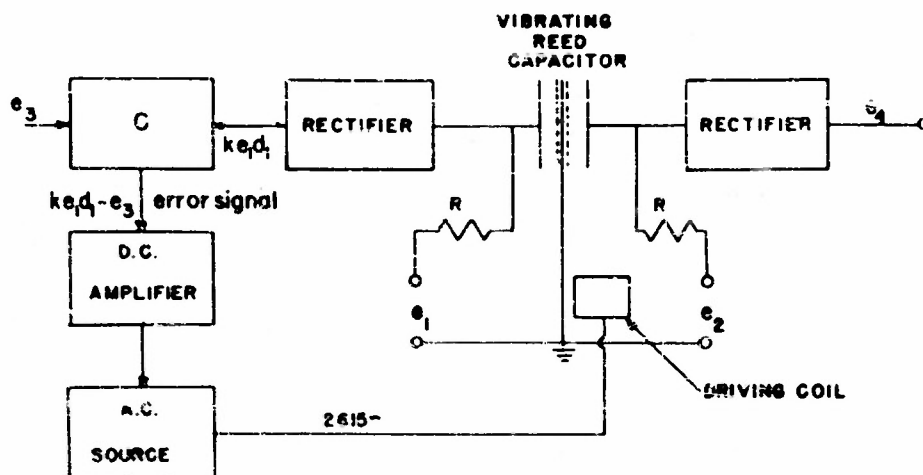 VIBRATING
REED
CAPACITOR
e3
C
RECTIFIER
RECTIFIER
ke1d1
ke1d1-e3 error signal
R
R
D.C.
AMPLIFIER
e1
e2
DRIVING COIL
A.C.
SOURCE
2615~